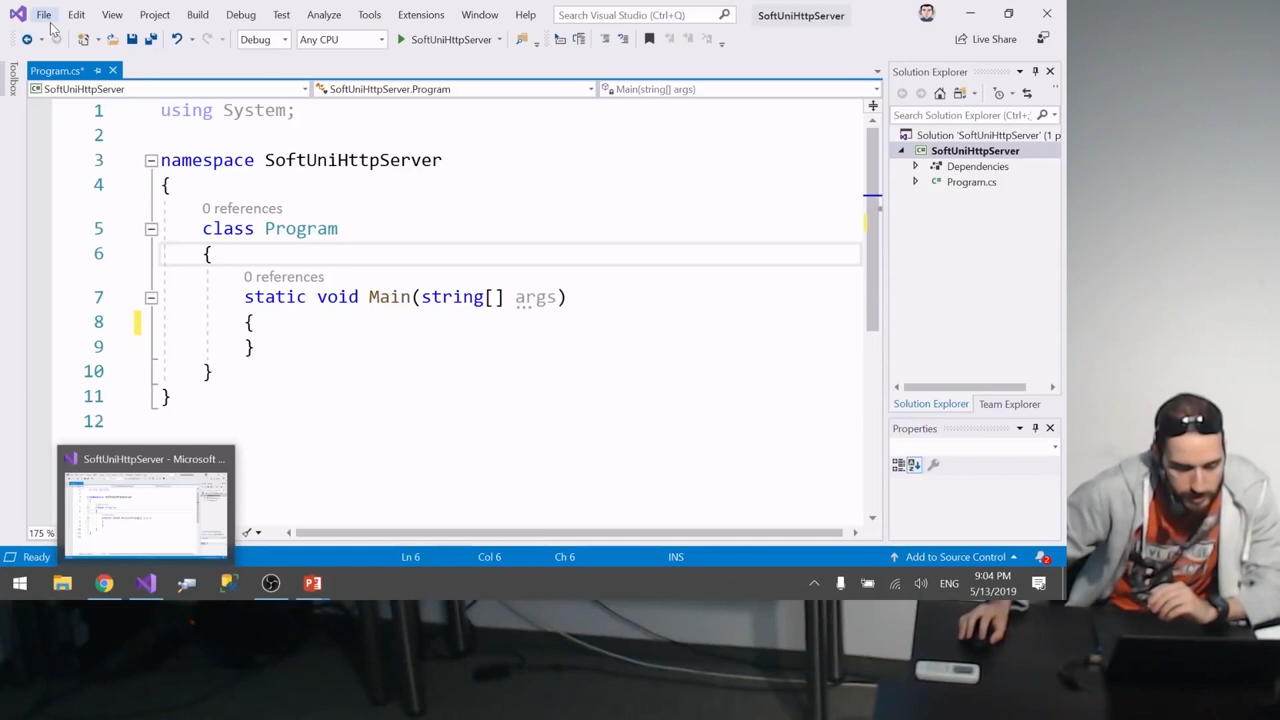 File Edit View Project Build Debug Test Analyze Tools Extensions Window Help Search Visual Studio (Ctrl+Q) SoftUniHttpServer
Debug Any CPU SoftUniHttpServer Live Share
Toolbox
Program.cs*
SoftUniHttpServer SoftUniHttpServer.Program Main(string[] args)
1 using System;
2
3 namespace SoftUniHttpServer
4 {
0 references
5 class Program
6 {
0 references
7 static void Main(string[] args)
8 {
9 }
10 }
11 }
12
Solution Explorer
Search Solution Explorer (Ctrl+;
Solution 'SoftUniHttpServer' (1 p
SoftUniHttpServer
Dependencies
Program.cs
Solution Explorer Team Explorer
Properties
SoftUniHttpServer - Microsoft ...
175 %
Ready Ln 6 Col 6 Ch 6 INS Add to Source Control 2
ENG 9:04 PM
5/13/2019